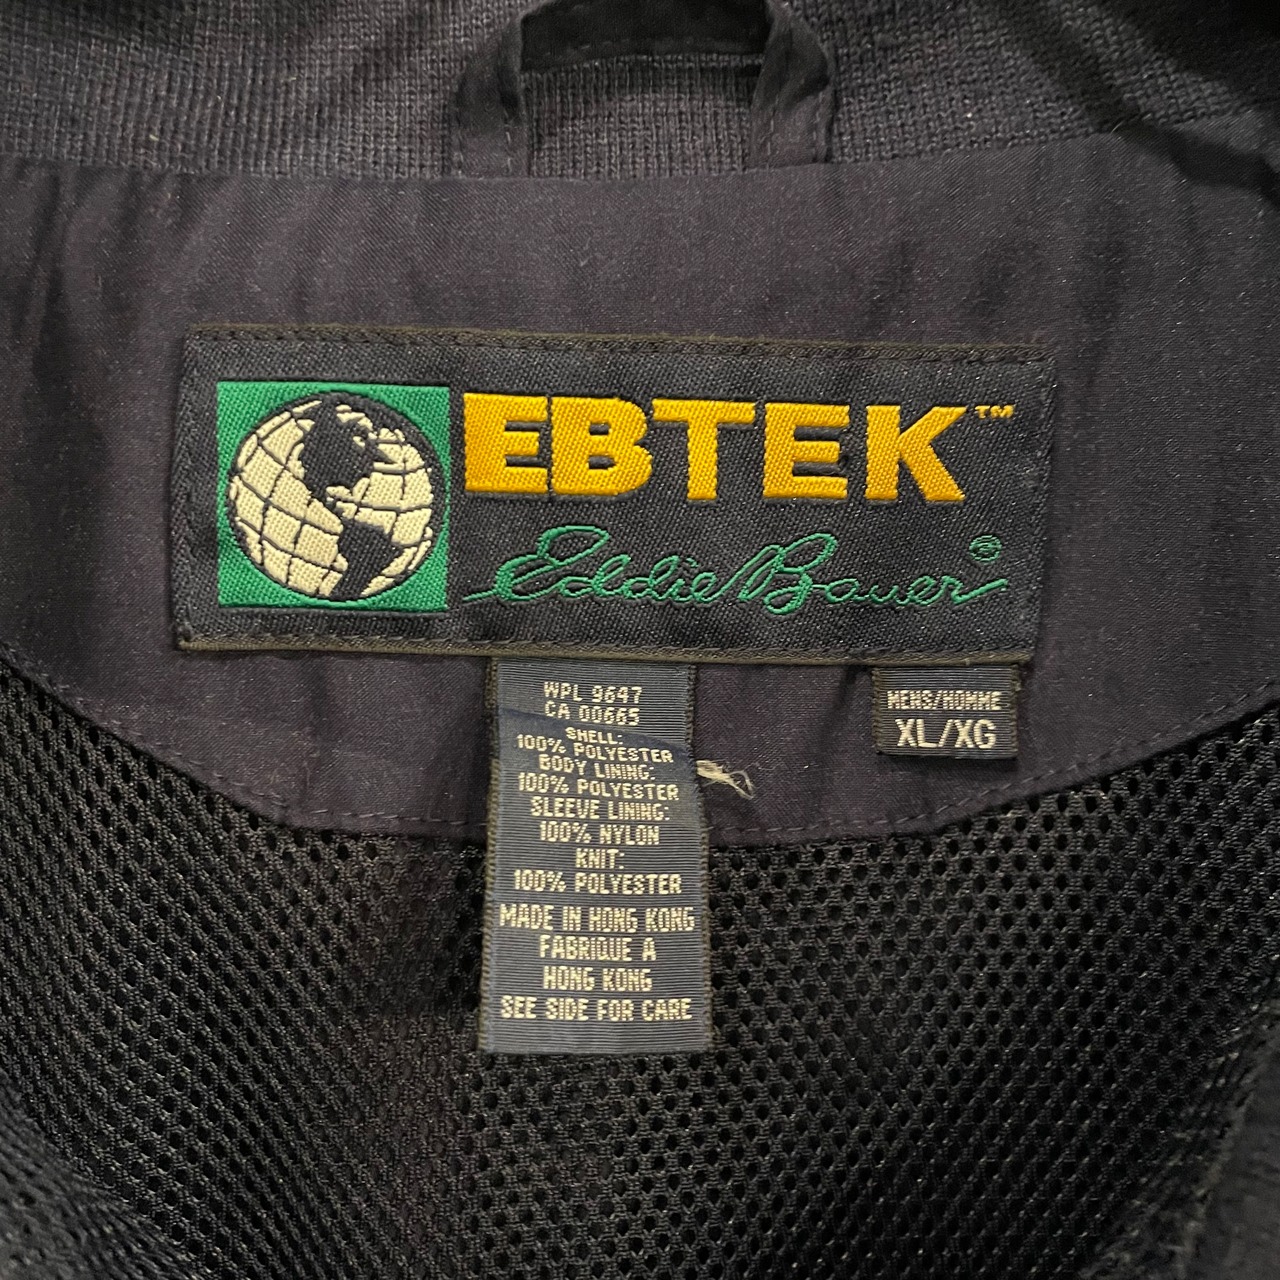 EBTEK™
Eddie Bauer®
WPL 9647
CA 00665
SHELL:
100% POLYESTER
BODY LINING:
100% POLYESTER
SLEEVE LINING:
100% NYLON
KNIT:
100% POLYESTER
MADE IN HONG KONG
FABRIQUE A
HONG KONG
SEE SIDE FOR CARE
MENS/HOMME
XL/XG